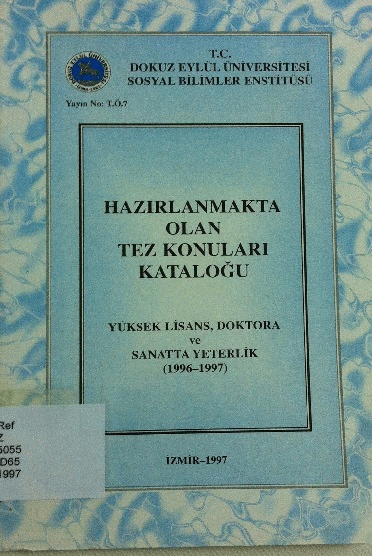 T.C.
DOKUZ EYLÜL ÜNİVERSİTESİ
SOSYAL BİLİMLER ENSTİTÜSÜ
Yayın No: T.Ö.7
HAZIRLANMAKTA
OLAN
TEZ KONULARI
KATALOĞU
YÜKSEK LİSANS, DOKTORA
ve
SANATTA YETERLİK
(1996-1997)
İZMİR-1997
Ref
Z
5055
D65
1997